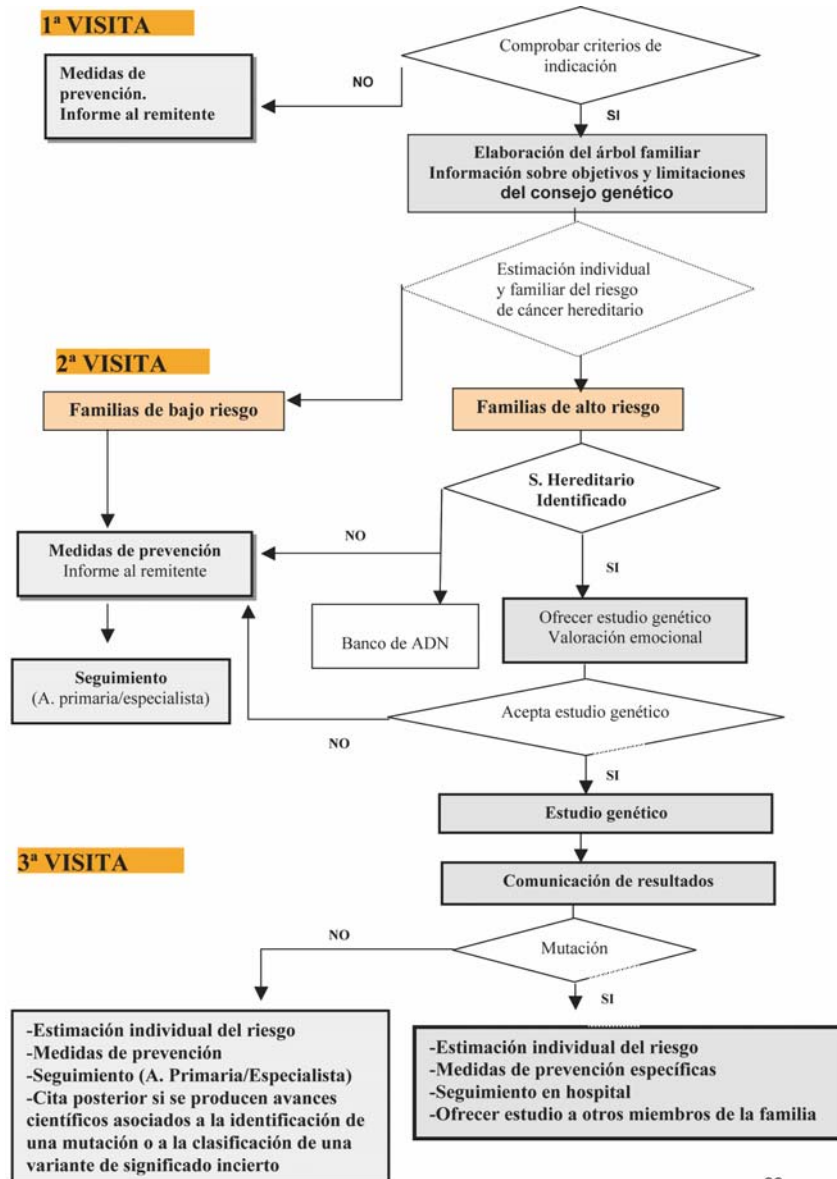 1ª VISITA
Comprobar criterios de
indicación
NO
Medidas de
prevención.
Informe al remitente
SI
Elaboración del árbol familiar
Información sobre objetivos y limitaciones
del consejo genético
Estimación individual
y familiar del riesgo
de cáncer hereditario
2ª VISITA
Familias de bajo riesgo
Familias de alto riesgo
S. Hereditario
Identificado
NO
Medidas de prevención
Informe al remitente
SI
Ofrecer estudio genético
Valoración emocional
Banco de ADN
Seguimiento
(A. primaria/especialista)
Acepta estudio genético
NO
SI
Estudio genético
3ª VISITA
Comunicación de resultados
NO
Mutación
SI
-Estimación individual del riesgo
-Medidas de prevención
-Seguimiento (A. Primaria/Especialista)
-Cita posterior si se producen avances
científicos asociados a la identificación de
una mutación o a la clasificación de una
variante de significado incierto
-Estimación individual del riesgo
-Medidas de prevención específicas
-Seguimiento en hospital
-Ofrecer estudio a otros miembros de la familia